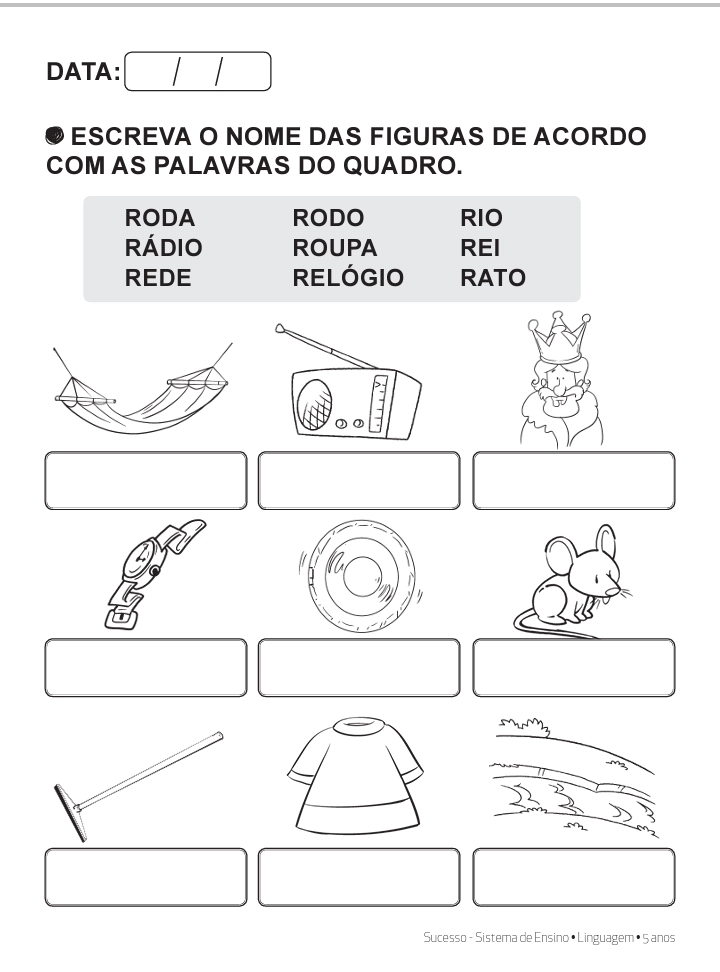 DATA: / /
ESCREVA O NOME DAS FIGURAS DE ACORDO
COM AS PALAVRAS DO QUADRO.
RODA RODO RIO
RÁDIO ROUPA REI
REDE RELÓGIO RATO
Sucesso - Sistema de Ensino • Linguagem • 5 anos